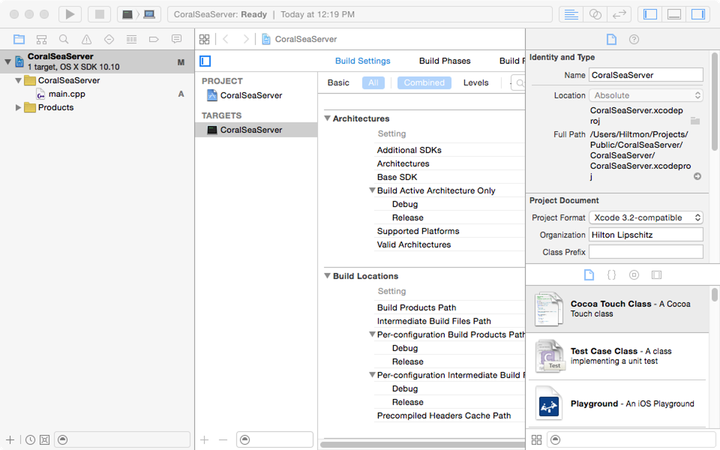 CoralSeaServer: Ready | Today at 12:19 PM
CoralSeaServer
1 target, OS X SDK 10.10
M
CoralSeaServer
main.cpp
A
Products
CoralSeaServer
Build Settings
Build Phases
PROJECT
CoralSeaServer
TARGETS
CoralSeaServer
Basic
All
Combined
Levels
Architectures
Setting
Additional SDKs
Architectures
Base SDK
Build Active Architecture Only
Debug
Release
Supported Platforms
Valid Architectures
Build Locations
Setting
Build Products Path
Intermediate Build Files Path
Per-configuration Build Products Path
Debug
Release
Per-configuration Intermediate Build F
Debug
Release
Precompiled Headers Cache Path
Identity and Type
Name
CoralSeaServer
Location
Absolute
CoralSeaServer.xcodepr
oj
Full Path
/Users/Hiltmon/Projects/
Public/CoralSeaServer/
CoralSeaServer/
CoralSeaServer.xcodepro
j
Project Document
Project Format
Xcode 3.2-compatible
Organization
Hilton Lipschitz
Class Prefix
Cocoa Touch Class - A Cocoa
Touch class
Test Case Class - A class
implementing a unit test
Test
Playground - An iOS Playground